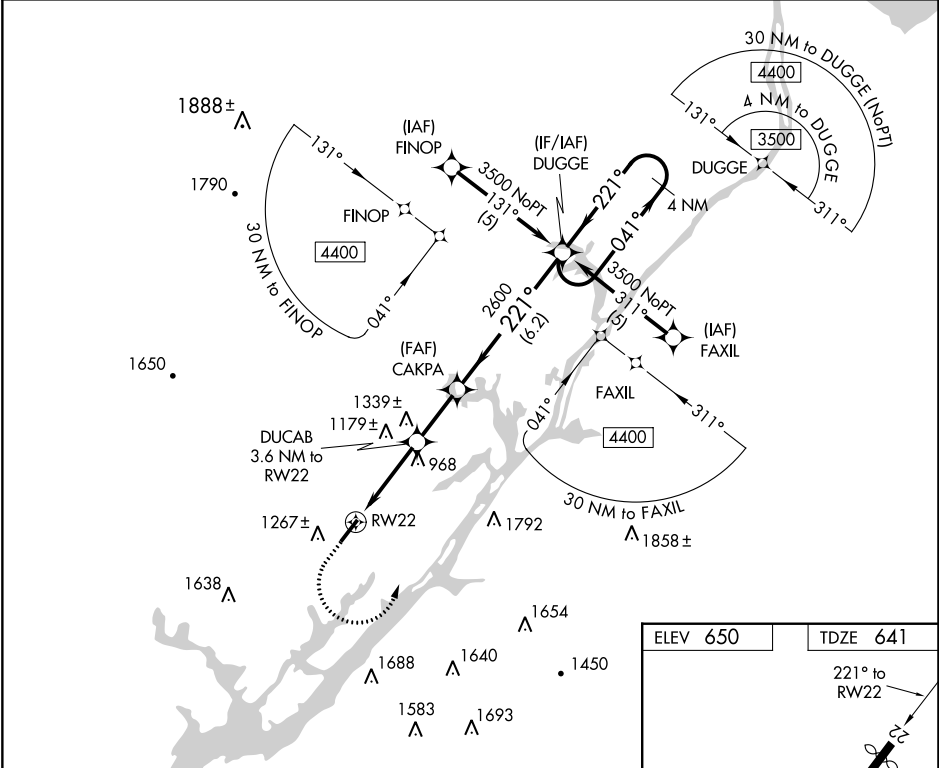 30 NM to DUGGE (NoPT)
4400
4 NM to DUGGE
3500
131°
DUGGE
311°
1888±
131°
FINOP
4400
041°
30 NM to FINOP
1790
(IAF)
FINOP
3500 NoPT
131°
(5)
(IF/IAF)
DUGGE
221°
041°
4 NM
3500 NoPT
311°
(5)
(IAF)
FAXIL
2600
221°
(6.2)
(FAF)
CAKPA
1650
FAXIL
041°
311°
4400
30 NM to FAXIL
1339±
1179±
DUCAB
3.6 NM to
RW22
968
1267±
RW22
1792
1858±
1638
1654
1688
1640
1450
1583
1693
ELEV 650
TDZE 641
221° to
RW22
22